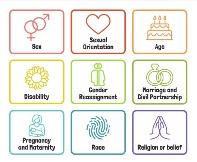 Sex
Sexual
Orientation
Age
Disability
Gender
Reassignment
Marriage and
Civil Partnership
Pregnancy
and Maternity
Race
Religion or belief